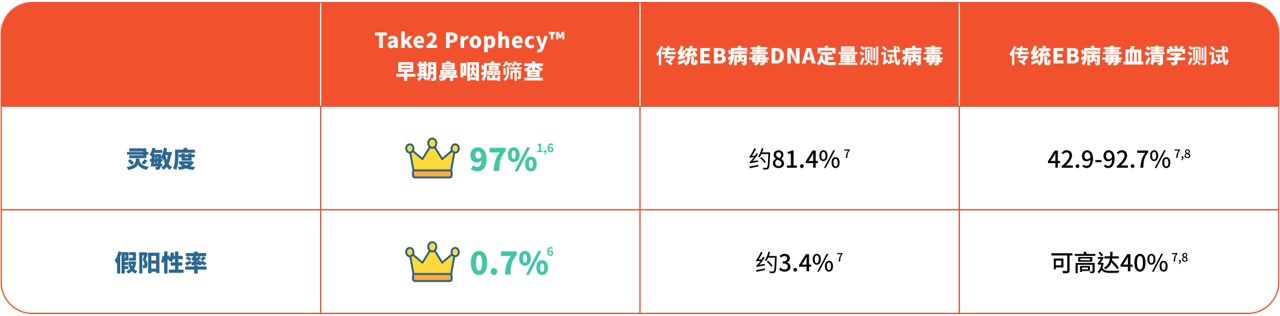 Take2 Prophecy™
早期鼻咽癌筛查
传统EB病毒DNA定量测试病毒
传统EB病毒血清学测试
灵敏度
97%1,6
约81.4%7
42.9-92.7%7,8
假阳性率
0.7%6
约3.4%7
可高达40%7,8